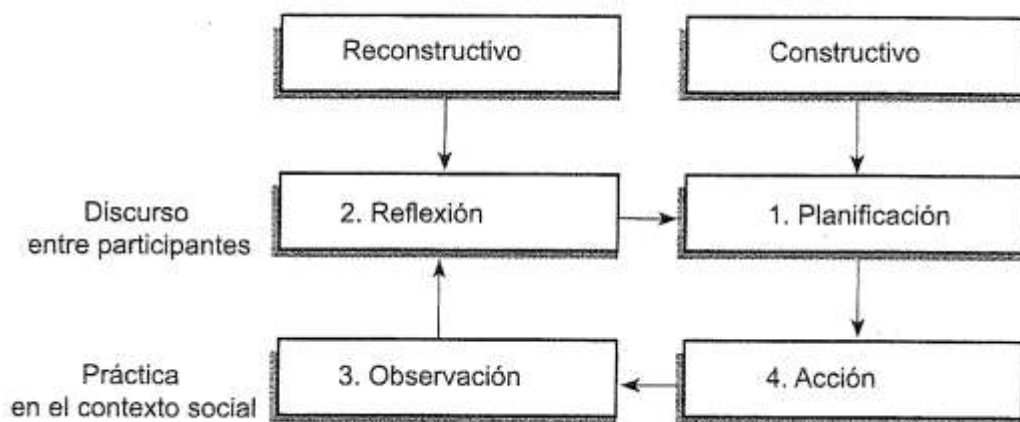 Reconstructivo
Constructivo
Discurso
entre participantes
2. Reflexión
1. Planificación
Práctica
en el contexto social
3. Observación
4. Acción